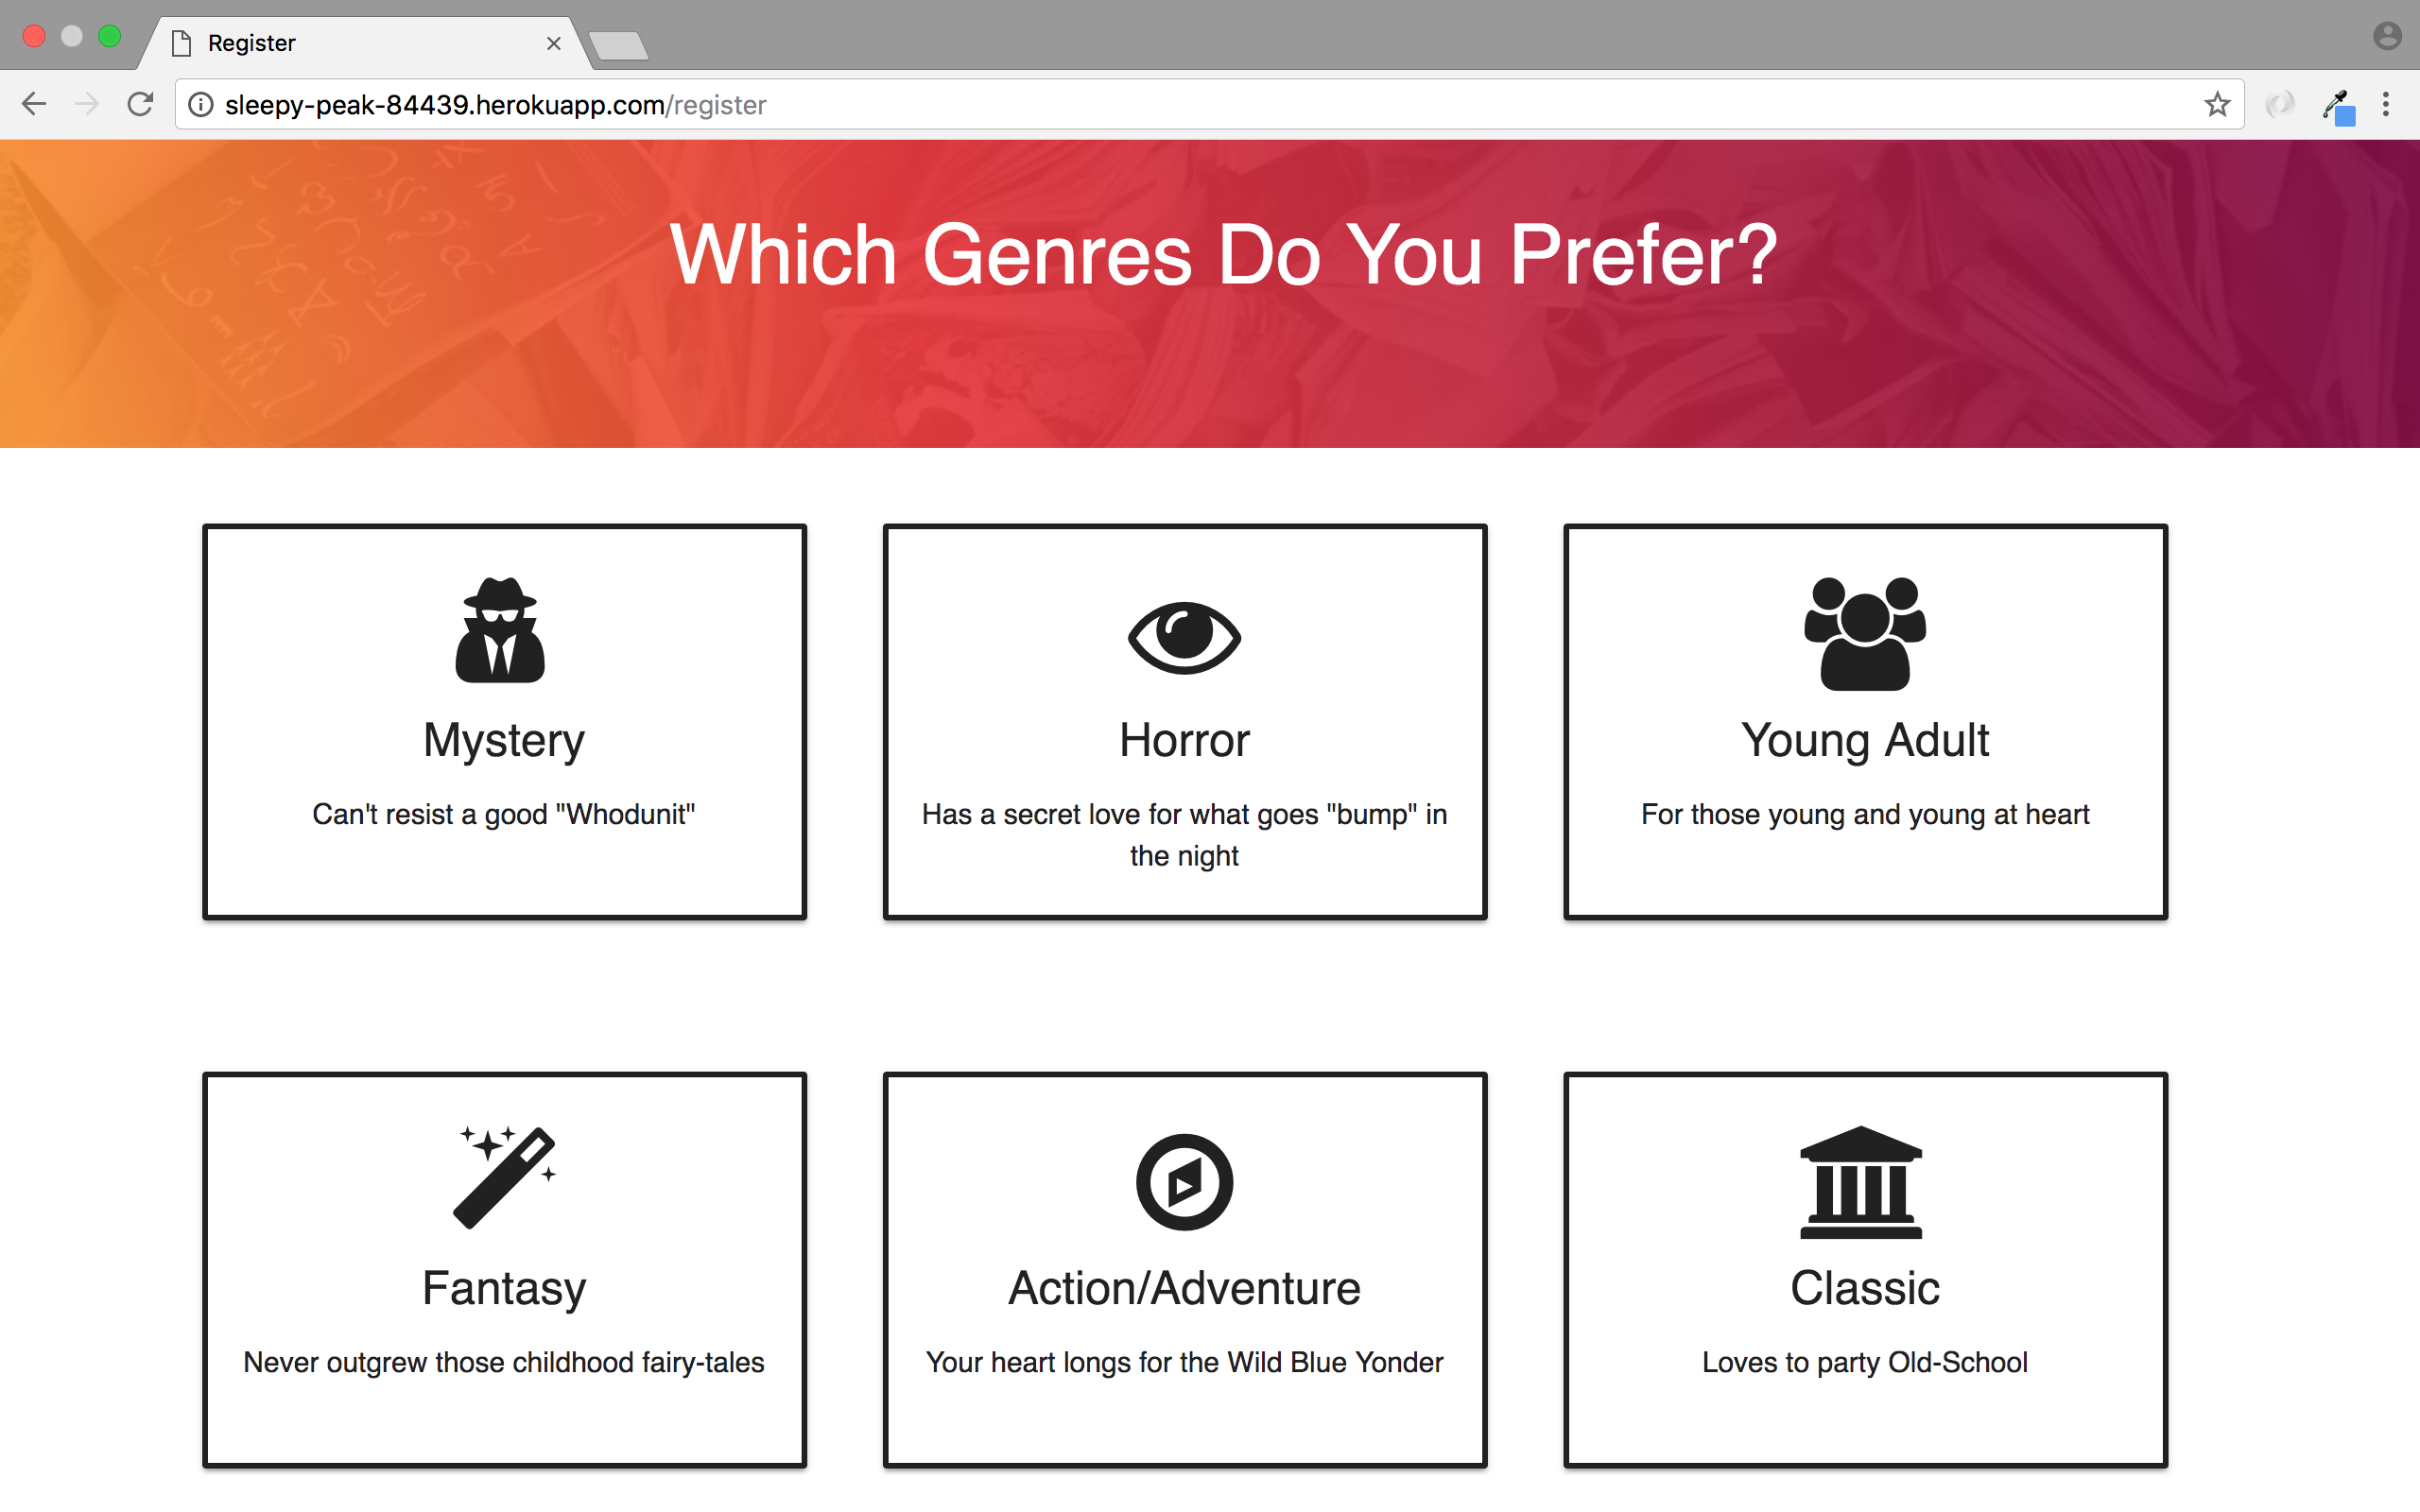 Register
sleepy-peak-84439.herokuapp.com/register
Which Genres Do You Prefer?
Mystery
Can't resist a good "Whodunit"
Horror
Has a secret love for what goes "bump" in
the night
Young Adult
For those young and young at heart
Fantasy
Never outgrew those childhood fairy-tales
Action/Adventure
Your heart longs for the Wild Blue Yonder
Classic
Loves to party Old-School